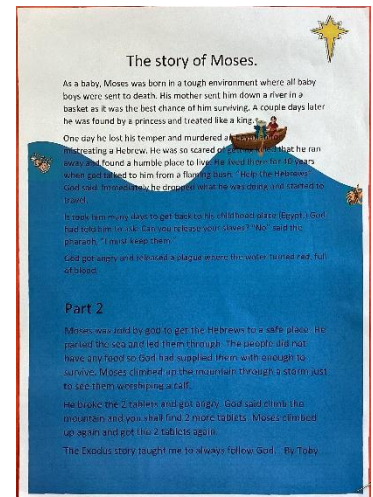 The story of Moses.
As a baby, Moses was born in a tough environment where all baby
boys were sent to death. His mother sent him down a river in a
basket as it was the best chance of him surviving. A couple days later
he was found by a princess and treated like a king.
One day he lost his temper and murdered an
mistreating a Hebrew. He was so scared of that he ran
away and found a humble place to live. He lived there for 10 years
when god talked to him from a flaming bush. "Help the Hebrews
God said. Immediately he dropped what he was doing and started to
travel.
It took him many days to get back to his childhood place (Egypt). God
had told him to ask. Can you release your slaves? "No" said the
pharaoh, "I must keep them."
God got angry and released a plague where the water turned red, full
of blood.
Part 2
Moses was told by god to get the Hebrews to a safe place. He
parted the sea and led them through. The people did not
have any food so God had supplied them with enough to
survive. Moses climbed up the mountain through a storm just
to see them worshiping a calf.
He broke the 2 tablets and got angry. God said climb the
mountain and you shall find 2 more tablets. Moses climbed
up again and got the 2 tablets again.
The Exodus story taught me to always follow God. By Toby